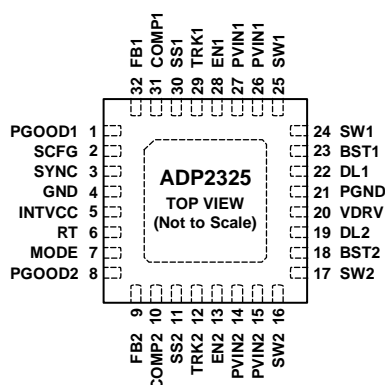 32 FB1
31 COMP1
30 SS1
29 TRK1
28 EN1
27 PVIN1
26 PVIN1
25 SW1
PGOOD1 1
SCFG 2
SYNC 3
GND 4
INTVCC 5
RT 6
MODE 7
PGOOD2 8
ADP2325
TOP VIEW
(Not to Scale)
24 SW1
23 BST1
22 DL1
21 PGND
20 VDRV
19 DL2
18 BST2
17 SW2
FB2 9
COMP2 10
SS2 11
TRK2 12
EN2 13
PVIN2 14
PVIN2 15
SW2 16